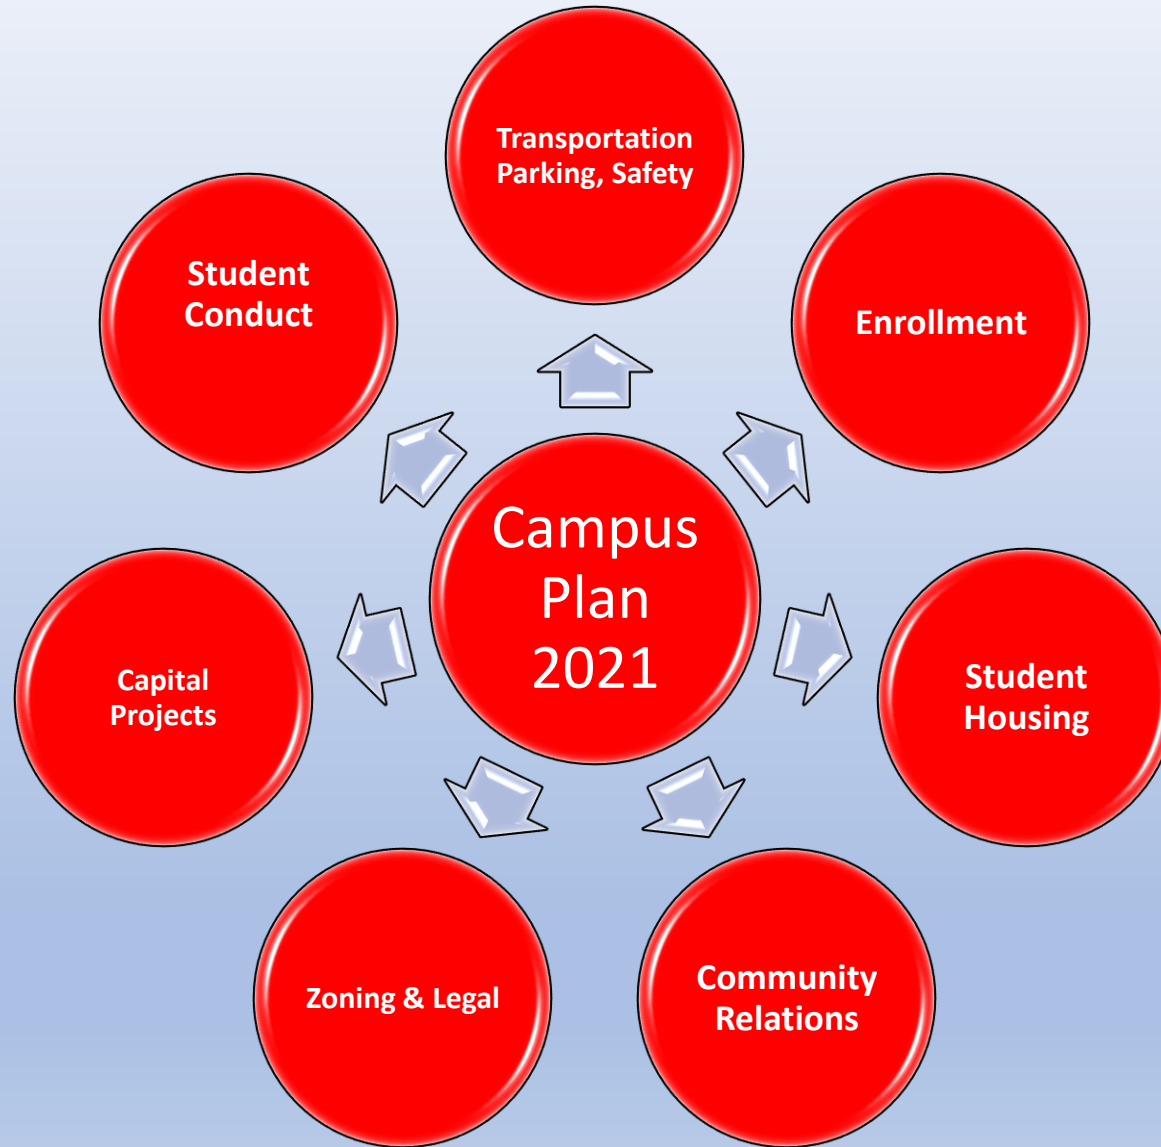 Transportation
Parking, Safety
Student
Conduct
Enrollment
Campus
Plan
2021
Capital
Projects
Student
Housing
Zoning & Legal
Community
Relations